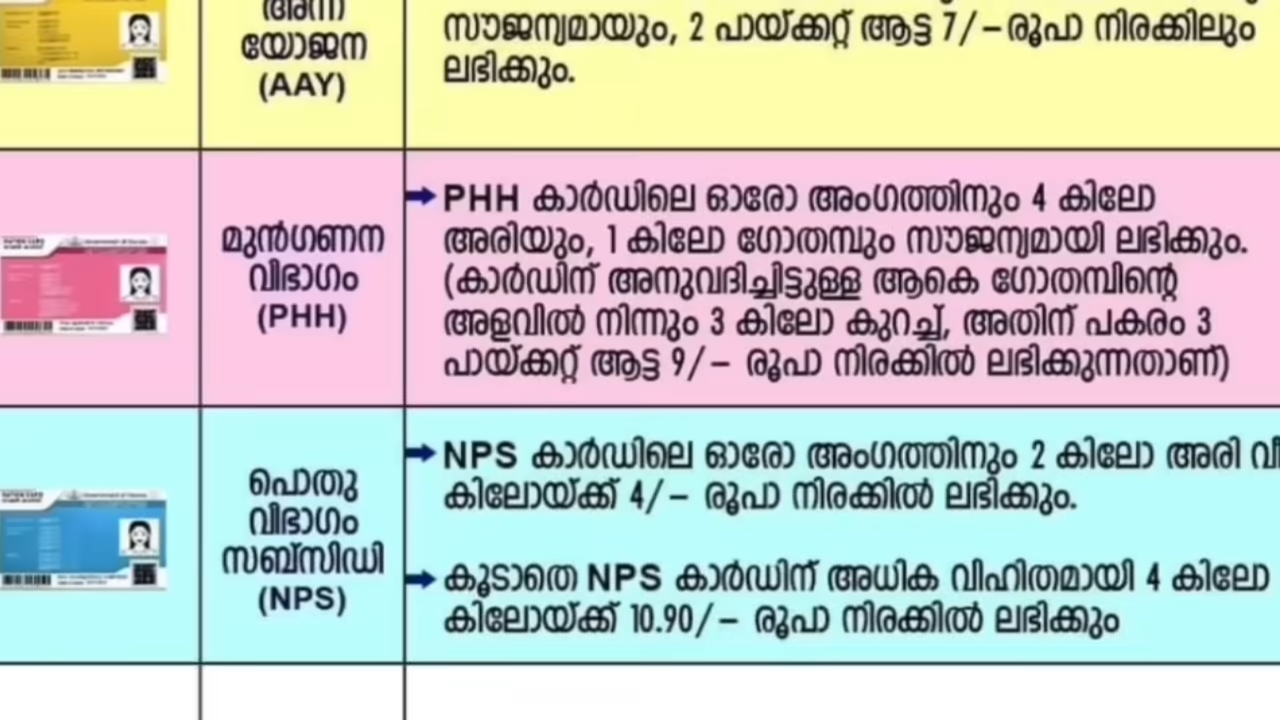 യോജന
(AAY)
സൗജന്യമായും, 2 പായ്ക്കറ്റ് ആട്ട 7/-രൂപാ നിരക്കിലും
ലഭിക്കും.
മുൻഗണന
വിഭാഗം
(PHH)
PHH കാർഡിലെ ഓരോ അംഗത്തിനും 4 കിലോ
അരിയും, 1 കിലോ ഗോതമ്പും സൗജന്യമായി ലഭിക്കും.
(കാർഡിന് അനുവദിച്ചിട്ടുള്ള ആകെ ഗോതമ്പിന്റെ
അളവിൽ നിന്നും 3 കിലോ കുറച്ച്, അതിന് പകരം 3
പായ്ക്കറ്റ് ആട്ട 9/- രൂപാ നിരക്കിൽ ലഭിക്കുന്നതാണ്)
പൊതു
വിഭാഗം
സബ്സിഡി
(NPS)
NPS കാർഡിലെ ഓരോ അംഗത്തിനും 2 കിലോ അരി
കിലോയ്ക്ക് 4/- രൂപാ നിരക്കിൽ ലഭിക്കും.
കൂടാതെ NPS കാർഡിന് അധിക വിഹിതമായി 4 കിലോ
കിലോയ്ക്ക് 10.90/- രൂപാ നിരക്കിൽ ലഭിക്കും